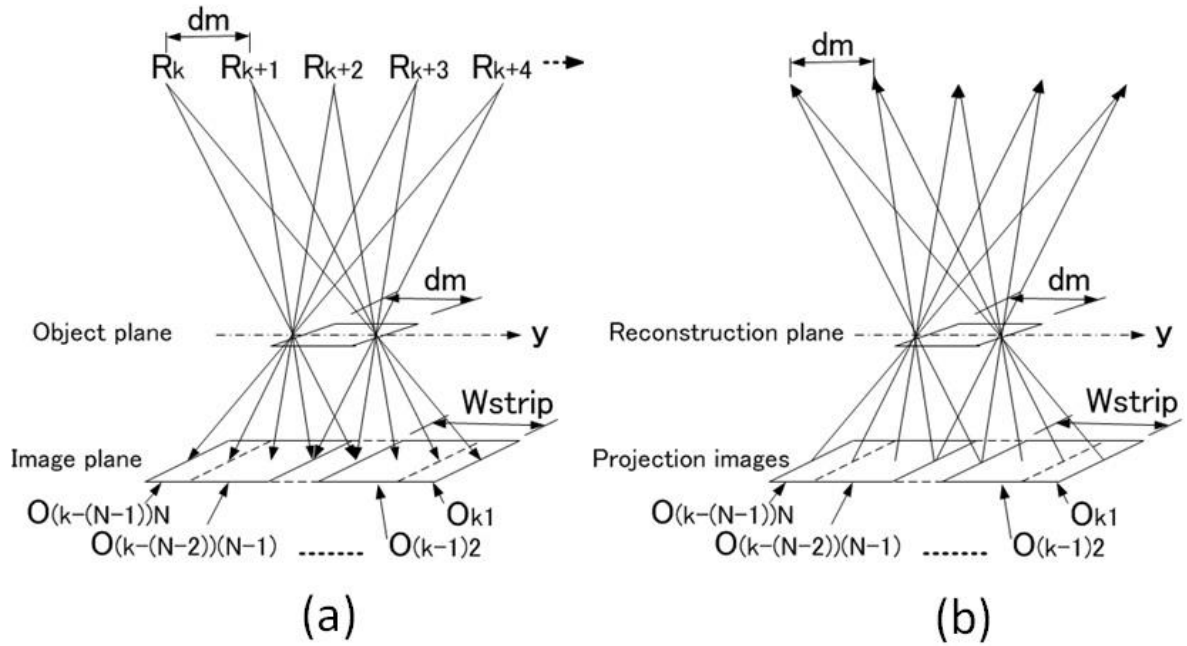 dm
Rk Rk+1 Rk+2 Rk+3 Rk+4
dm
Object plane
y
Wstrip
Image plane
O(k-(N-1))N
Ok1
O(k-(N-2))(N-1) ....... O(k-1)2
(a)
dm
dm
Reconstruction plane
y
Wstrip
Projection images
O(k-(N-1))N
Ok1
O(k-(N-2))(N-1) ....... O(k-1)2
(b)